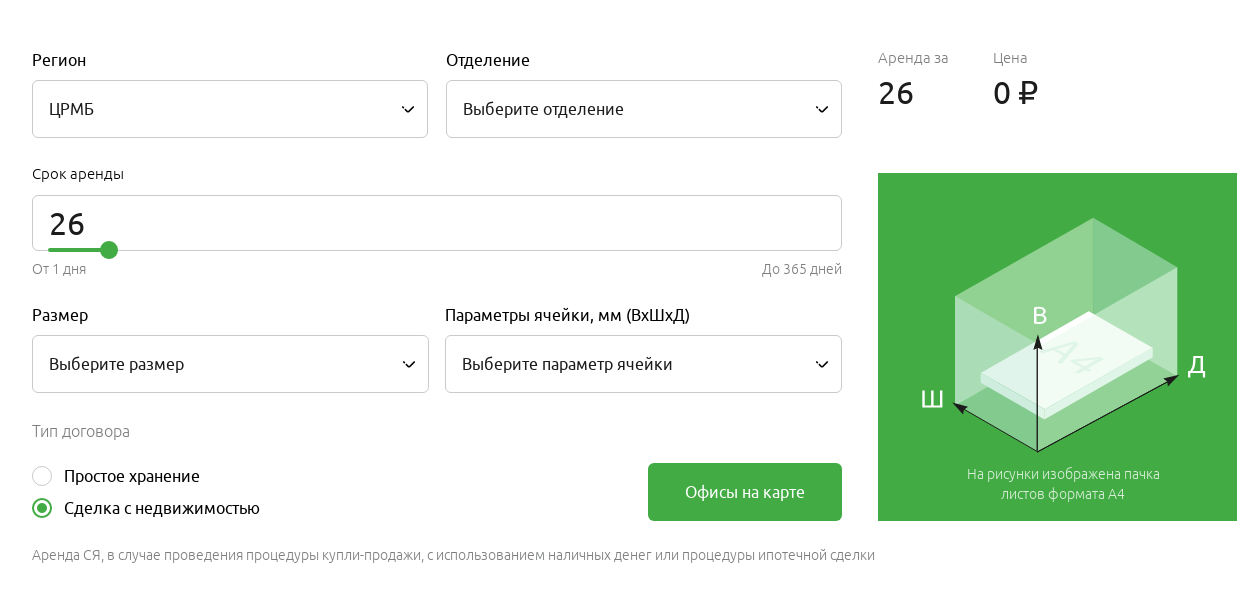 Регион
ЦРМБ
Отделение
Выберите отделение
Аренда за
26
Цена
0 ₽
Срок аренды
26
От 1 дня
До 365 дней
Размер
Выберите размер
Параметры ячейки, мм (ВхШхД)
Выберите параметр ячейки
Тип договора
Простое хранение
Сделка с недвижимостью
Офисы на карте
В
А4
Д
Ш
На рисунки изображена пачка
листов формата А4
Аренда СЯ, в случае проведения процедуры купли-продажи, с использованием наличных денег или процедуры ипотечной сделки